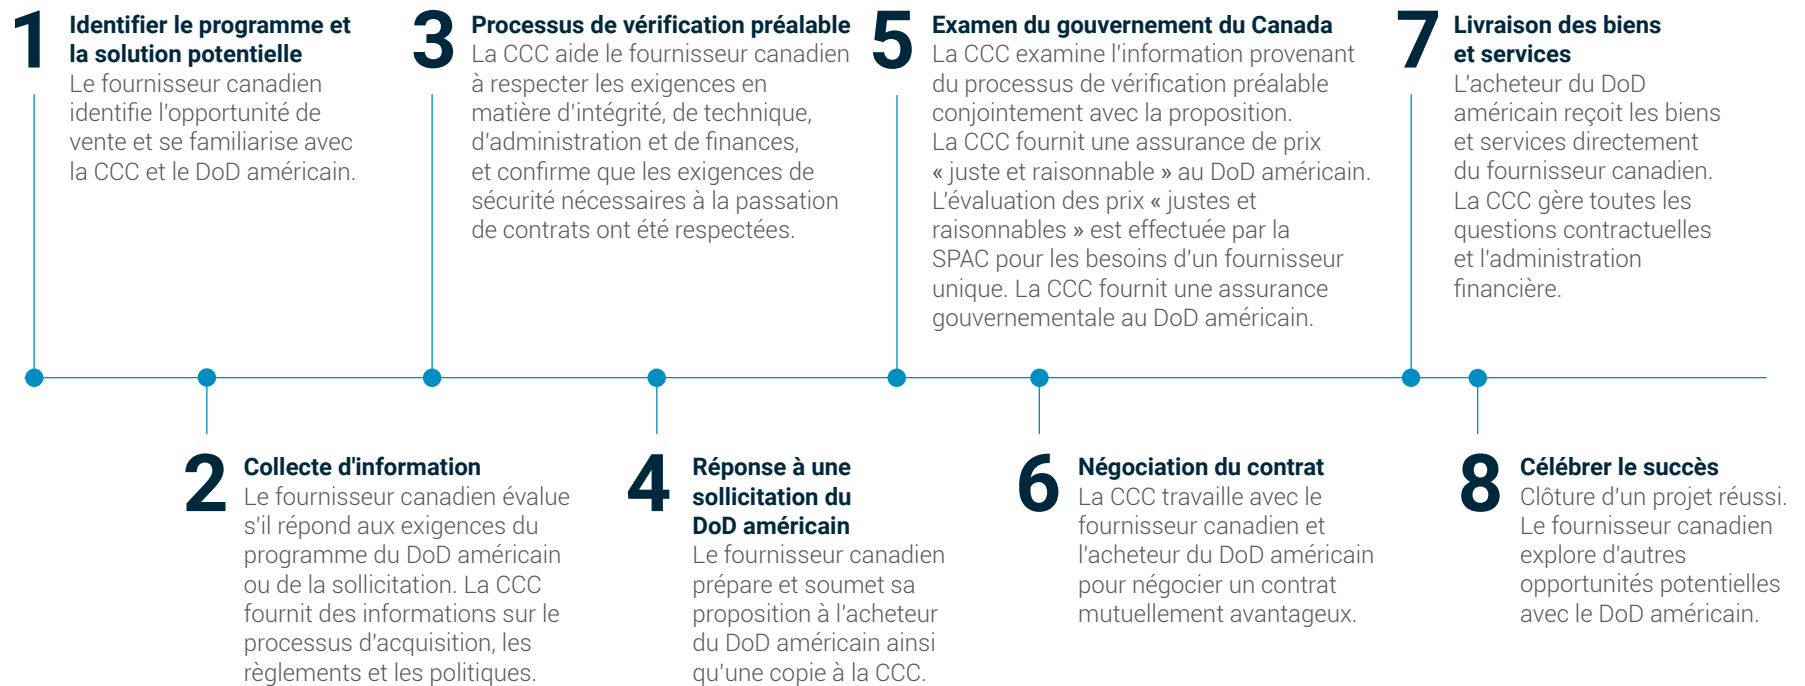 1
Identifier le programme et
la solution potentielle
Le fournisseur canadien
identifie l'opportunité de
vente et se familiarise avec
la CCC et le DoD américain.
2
Collecte d'information
Le fournisseur canadien évalue
s'il répond aux exigences du
programme du DoD américain
ou de la sollicitation. La CCC
fournit des informations sur le
processus d'acquisition, les
règlements et les politiques.
3
Processus de vérification préalable
La CCC aide le fournisseur canadien
à respecter les exigences en
matière d'intégrité, de technique,
d'administration et de finances,
et confirme que les exigences de
sécurité nécessaires à la passation
de contrats ont été respectées.
4
Réponse à une
sollicitation du
DoD américain
Le fournisseur canadien
prépare et soumet sa
proposition à l'acheteur
du DoD américain ainsi
qu'une copie à la CCC.
5
Examen du gouvernement du Canada
La CCC examine l'information provenant
du processus de vérification préalable
conjointement avec la proposition.
La CCC fournit une assurance de prix
« juste et raisonnable » au DoD américain.
L'évaluation des prix « justes et
raisonnables » est effectuée par la
SPAC pour les besoins d'un fournisseur
unique. La CCC fournit une assurance
gouvernementale au DoD américain.
6
Négociation du contrat
La CCC travaille avec le
fournisseur canadien et
l'acheteur du DoD américain
pour négocier un contrat
mutuellement avantageux.
7
Livraison des biens
et services
L'acheteur du DoD
américain reçoit les biens
et services directement
du fournisseur canadien.
La CCC gère toutes les
questions contractuelles
et l'administration
financière.
8
Célébrer le succès
Clôture d'un projet réussi.
Le fournisseur canadien
explore d'autres
opportunités potentielles
avec le DoD américain.